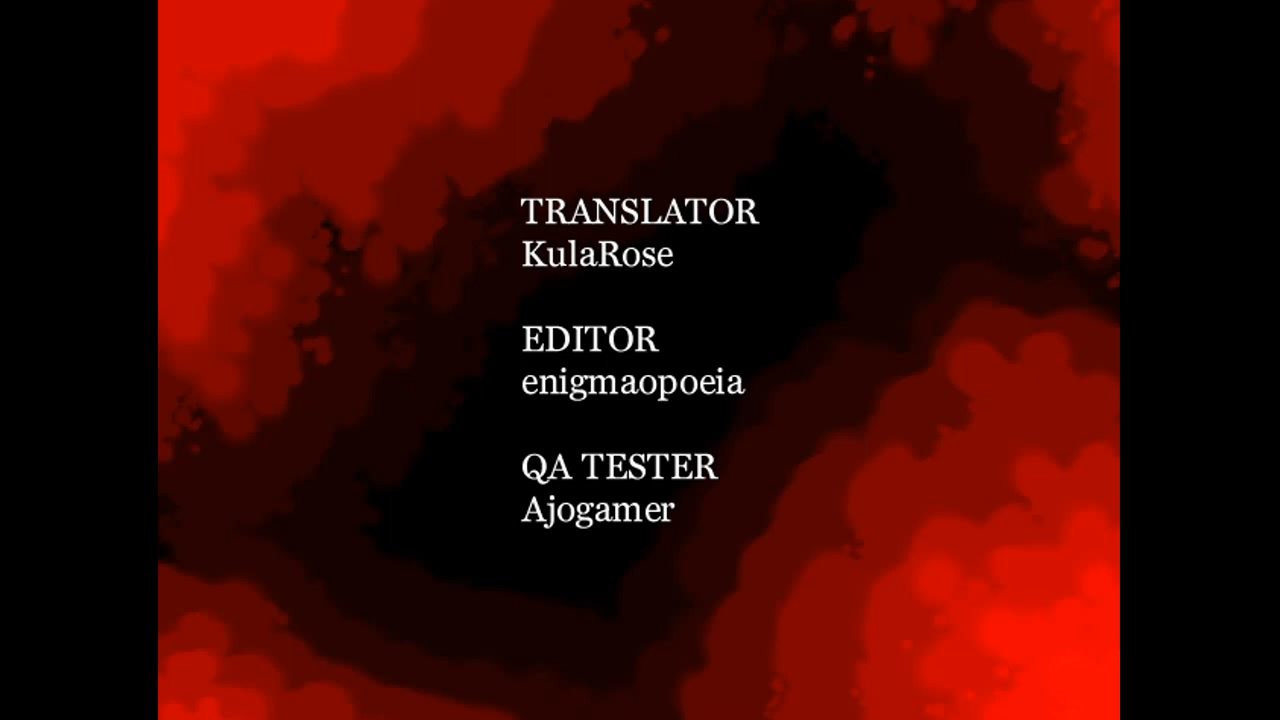 TRANSLATOR
KulaRose
EDITOR
enigmaopoeia
QA TESTER
Ajogamer